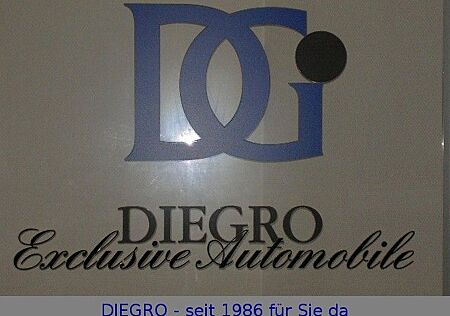 DG
DIEGRO
Exclusive Automobile
DIEGRO - seit 1986 für Sie da